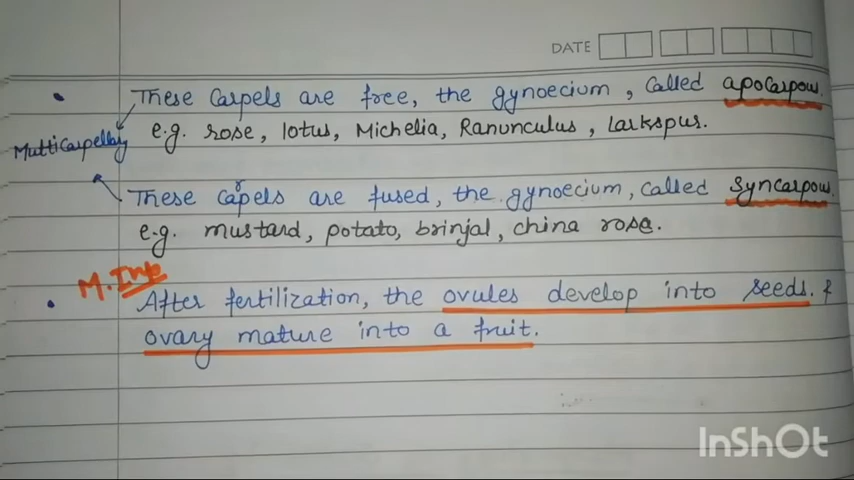 DATE
These Carpels are free, the gynoecium, called apocarpous.
e.g. rose, lotus, Michelia, Ranunculus, Larkspur.
Multicarpellary
These carpels are fused, the gynoecium, called Syncarpous.
e.g. mustard, potato, brinjal, china rose.
M. Imp
After fertilization, the ovules develop into seeds. &
ovary mature into a fruit.
InShOt